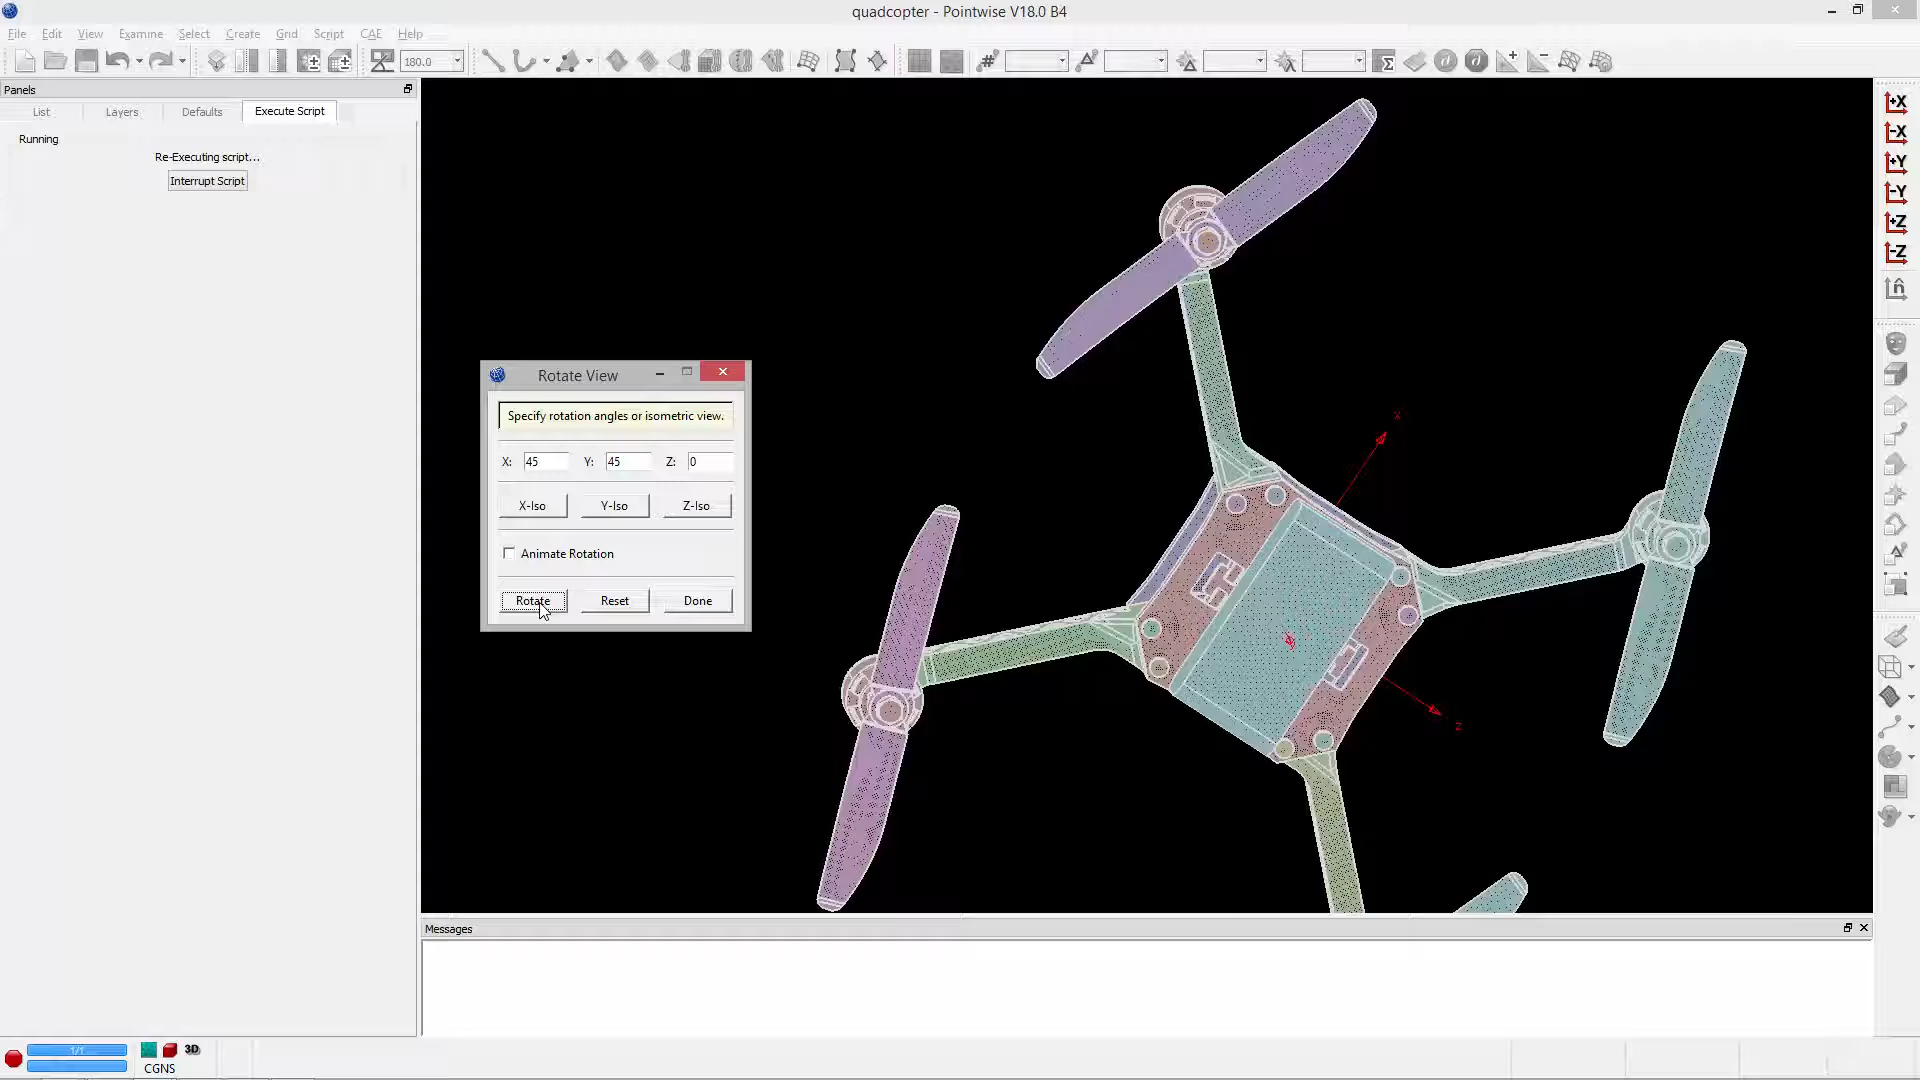 quadcopter - Pointwise V18.0 B4
File Edit View Examine Select Create Grid Script CAE Help
180.0
Panels
List Layers Defaults Execute Script
Running
Re-Executing script...
Interrupt Script
Rotate View
Specify rotation angles or isometric view.
X: 45 Y: 45 Z: 0
X-Iso Y-Iso Z-Iso
Animate Rotation
Rotate Reset Done
x
z
+X
-X
+Y
-Y
+Z
-Z
n̂
Messages
1/1
3D
CGNS